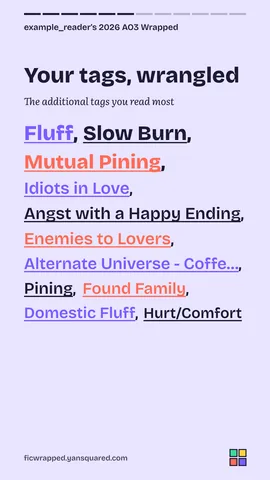 example_reader's 2026 AO3 Wrapped
Your tags, wrangled
The additional tags you read most
Fluff, Slow Burn,
Mutual Pining,
Idiots in Love,
Angst with a Happy Ending,
Enemies to Lovers,
Alternate Universe - Coffe...,
Pining, Found Family,
Domestic Fluff, Hurt/Comfort
ficwrapped.yansquared.com